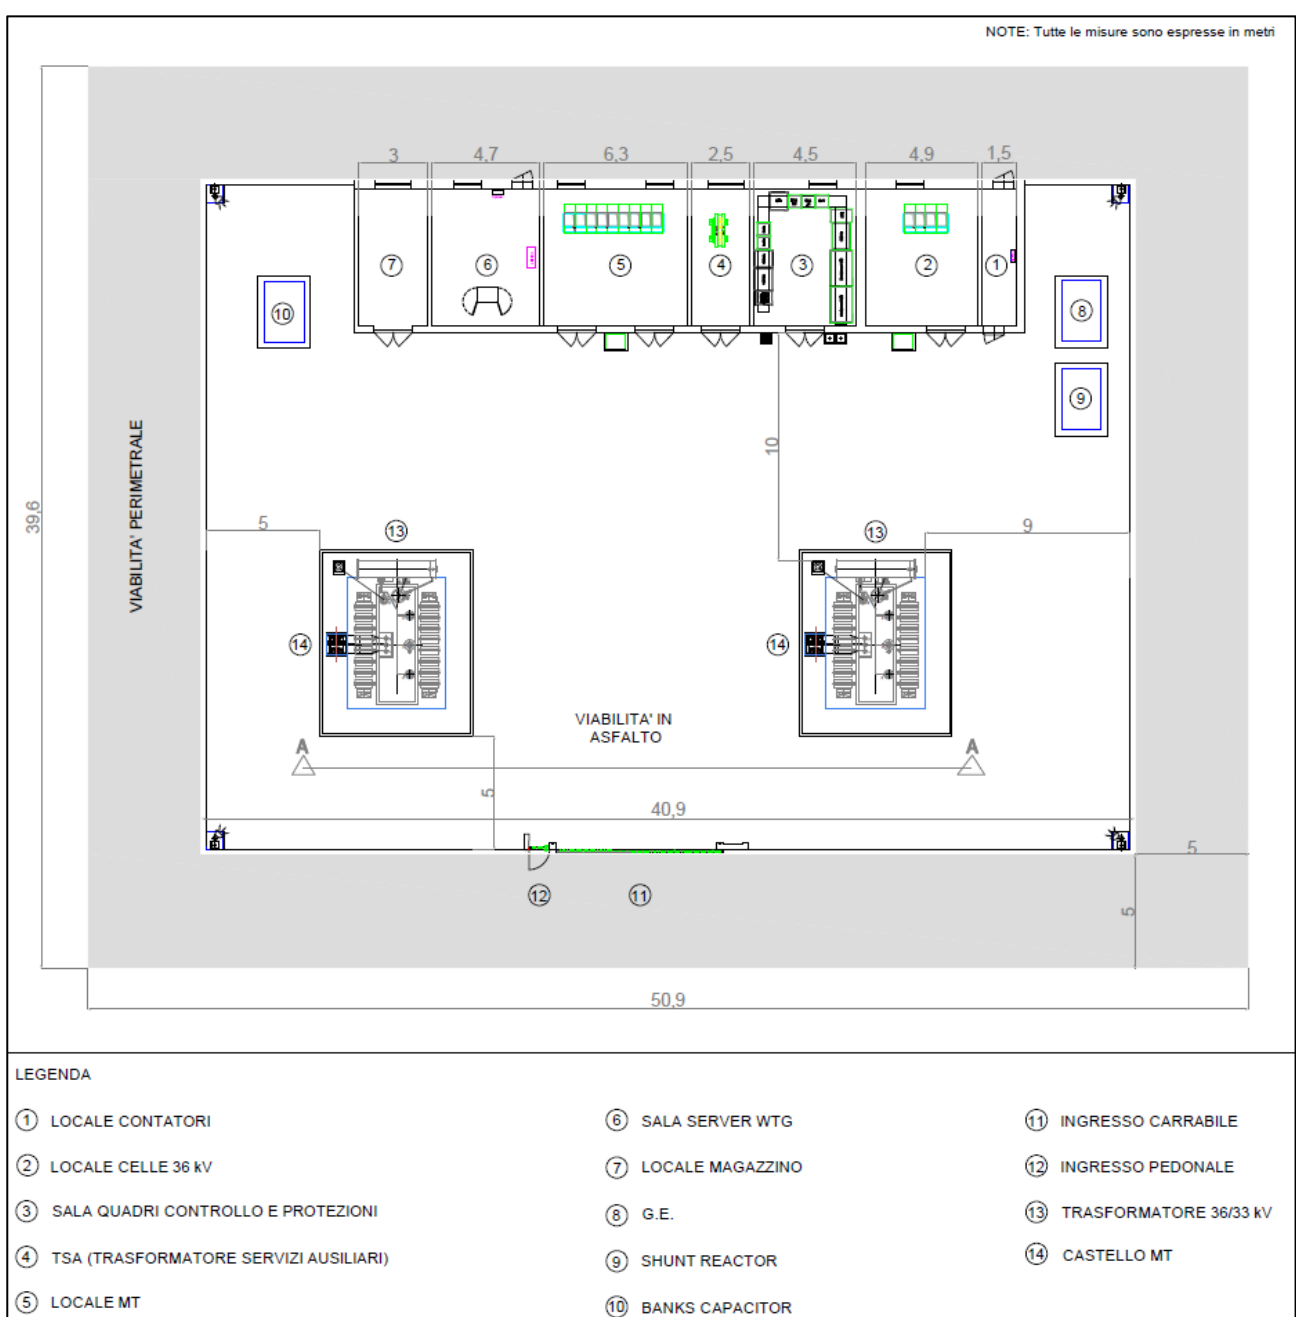 NOTE: Tutte le misure sono espresse in metri
3
4,7
6,3
2,5
4,5
4,9
1,5
7
6
5
4
3
2
1
10
8
9
10
39,6
VIABILITA' PERIMETRALE
5
13
13
9
14
14
VIABILITA' IN
ASFALTO
A
A
5
40,9
12
11
5
5
50,9
LEGENDA
1 LOCALE CONTATORI
2 LOCALE CELLE 36 kV
3 SALA QUADRI CONTROLLO E PROTEZIONI
4 TSA (TRASFORMATORE SERVIZI AUSILIARI)
5 LOCALE MT
6 SALA SERVER WTG
7 LOCALE MAGAZZINO
8 G.E.
9 SHUNT REACTOR
10 BANKS CAPACITOR
11 INGRESSO CARRABILE
12 INGRESSO PEDONALE
13 TRASFORMATORE 36/33 kV
14 CASTELLO MT